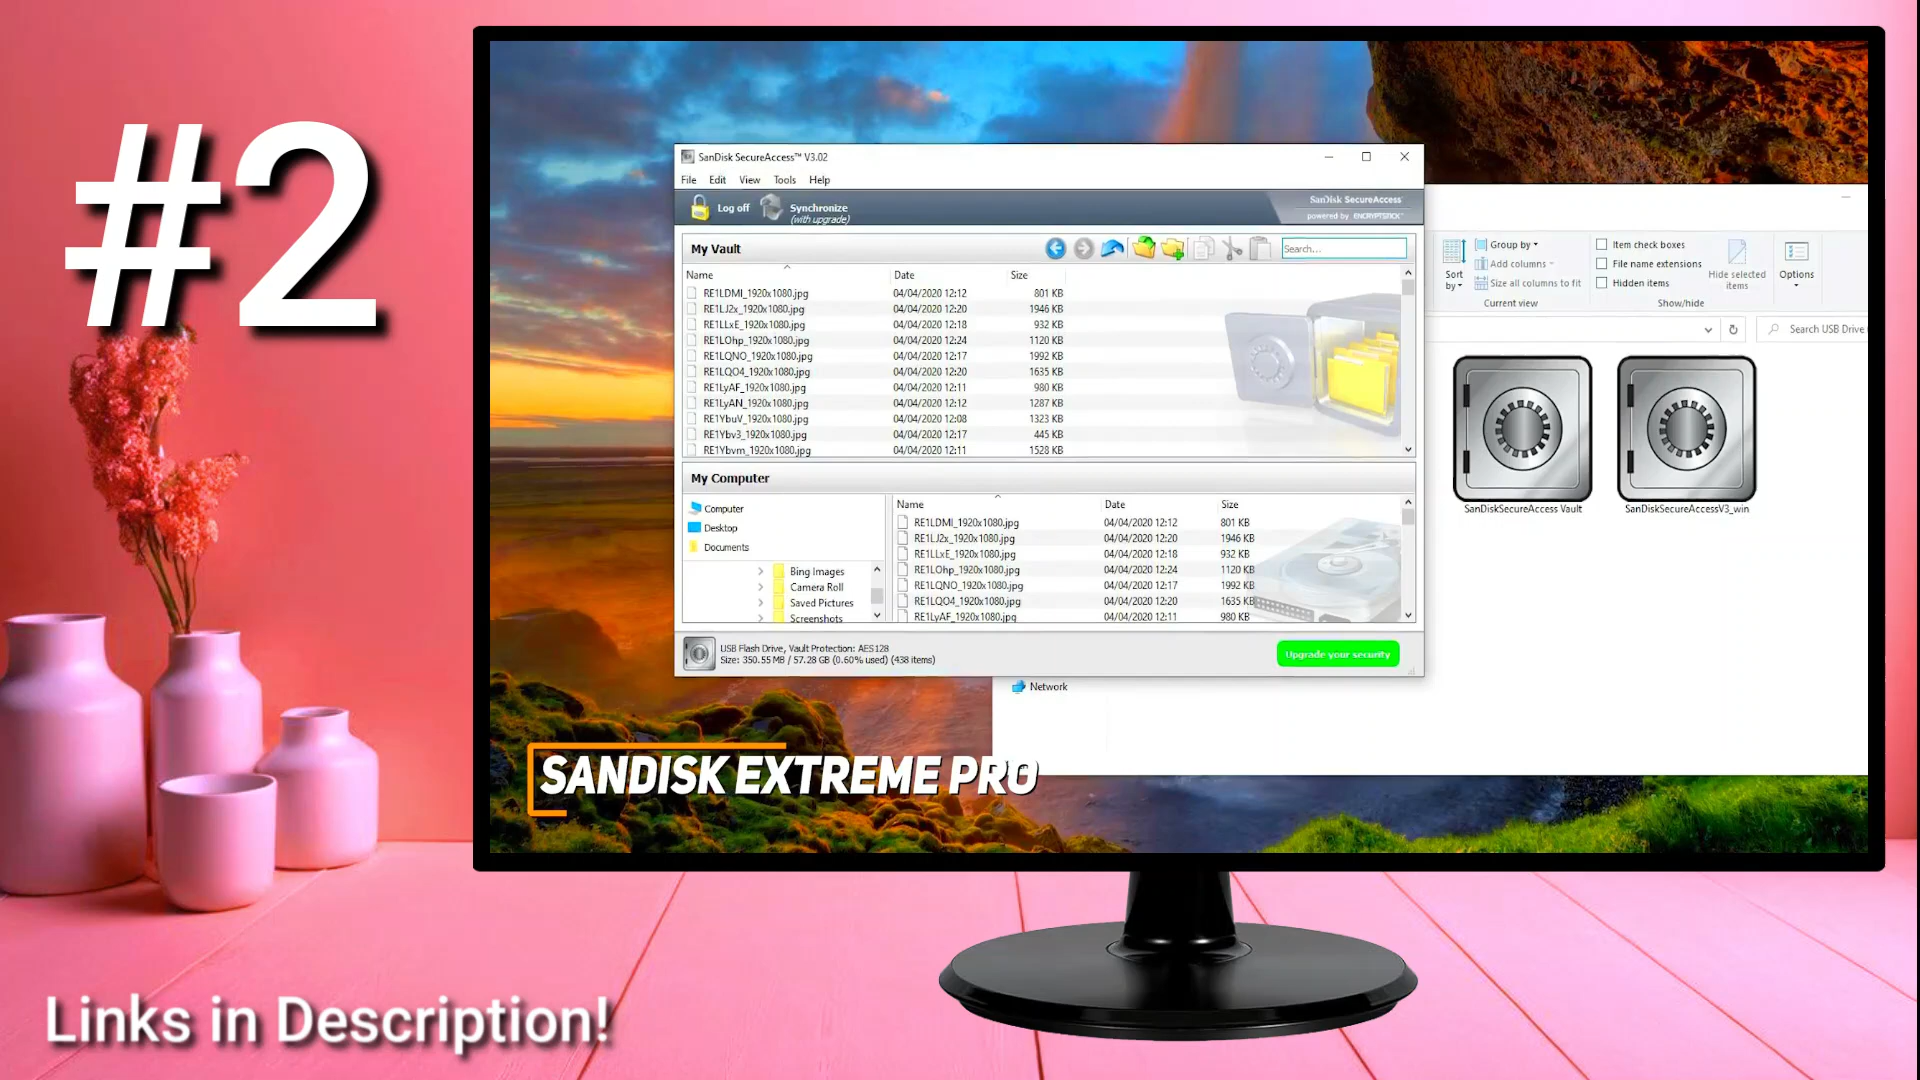 #2
SanDisk SecureAccess™ V3.02
File Edit View Tools Help
Log off
Synchronize
(with upgrade)
SanDisk SecureAccess
powered by ENCRYPTSTICK™
My Vault
Search...
Name Date Size
RE1LDMI_1920x1080.jpg 04/04/2020 12:12 801 KB
RE1LJ2x_1920x1080.jpg 04/04/2020 12:20 1946 KB
RE1LLxE_1920x1080.jpg 04/04/2020 12:18 932 KB
RE1LOhp_1920x1080.jpg 04/04/2020 12:24 1120 KB
RE1LQNO_1920x1080.jpg 04/04/2020 12:17 1992 KB
RE1LQO4_1920x1080.jpg 04/04/2020 12:20 1635 KB
RE1LyAF_1920x1080.jpg 04/04/2020 12:11 980 KB
RE1LyAN_1920x1080.jpg 04/04/2020 12:12 1287 KB
RE1YbuV_1920x1080.jpg 04/04/2020 12:08 1323 KB
RE1Ybv3_1920x1080.jpg 04/04/2020 12:17 445 KB
RE1Ybvm_1920x1080.jpg 04/04/2020 12:11 1528 KB
My Computer
Computer
Desktop
Documents
Bing Images
Camera Roll
Saved Pictures
Screenshots
Name Date Size
RE1LDMI_1920x1080.jpg 04/04/2020 12:12 801 KB
RE1LJ2x_1920x1080.jpg 04/04/2020 12:20 1946 KB
RE1LLxE_1920x1080.jpg 04/04/2020 12:18 932 KB
RE1LOhp_1920x1080.jpg 04/04/2020 12:24 1120 KB
RE1LQNO_1920x1080.jpg 04/04/2020 12:17 1992 KB
RE1LQO4_1920x1080.jpg 04/04/2020 12:20 1635 KB
RE1LyAF_1920x1080.jpg 04/04/2020 12:11 980 KB
USB Flash Drive, Vault Protection: AES128
Size: 350.55 MB / 57.28 GB (0.60% used) (438 items)
Upgrade your security
Sort by
Group by
Add columns
Size all columns to fit
Current view
Item check boxes
File name extensions
Hidden items
Hide selected items
Show/hide
Options
Search USB Drive
SanDiskSecureAccess Vault
SanDiskSecureAccessV3_win
Network
SANDISK EXTREME PRO
Links in Description!